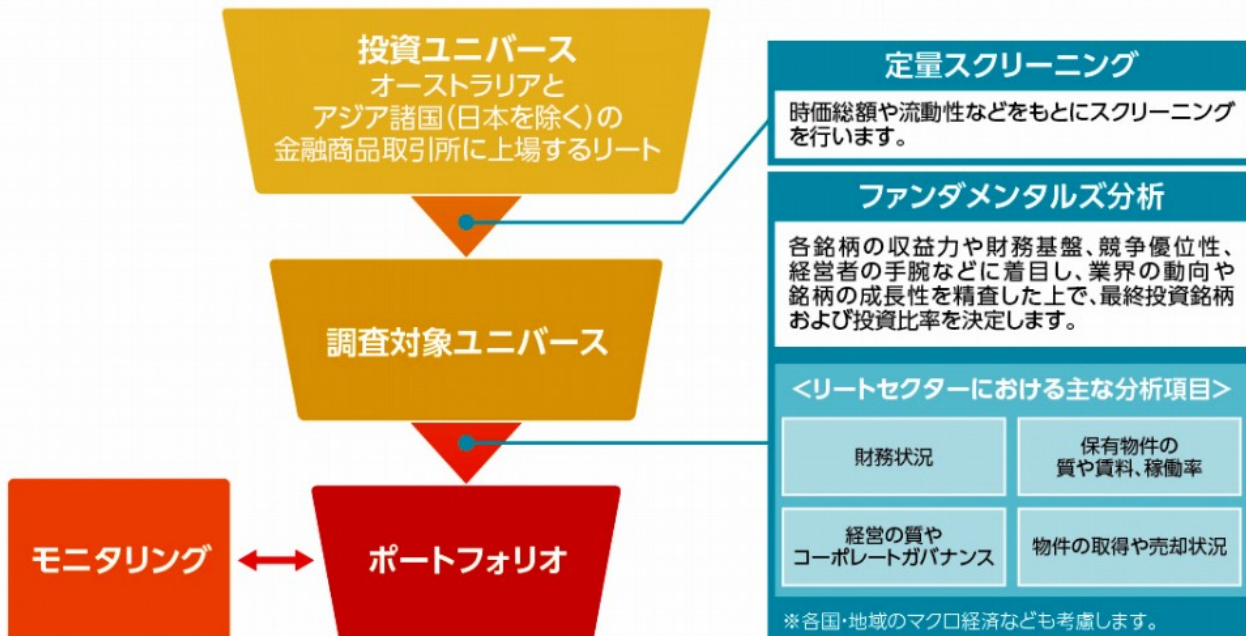 投資ユニバース
オーストラリアと
アジア諸国(日本を除く)の
金融商品取引所に上場するリート
定量スクリーニング
時価総額や流動性などをもとにスクリーニング
を行います。
ファンダメンタルズ分析
各銘柄の収益力や財務基盤、競争優位性、
経営者の手腕などに着目し、業界の動向や
銘柄の成長性を精査した上で、最終投資銘柄
および投資比率を決定します。
調査対象ユニバース
<リートセクターにおける主な分析項目>
財務状況
保有物件の
質や賃料、稼働率
経営の質や
コーポレートガバナンス
物件の取得や売却状況
※各国・地域のマクロ経済なども考慮します。
モニタリング
ポートフォリオ